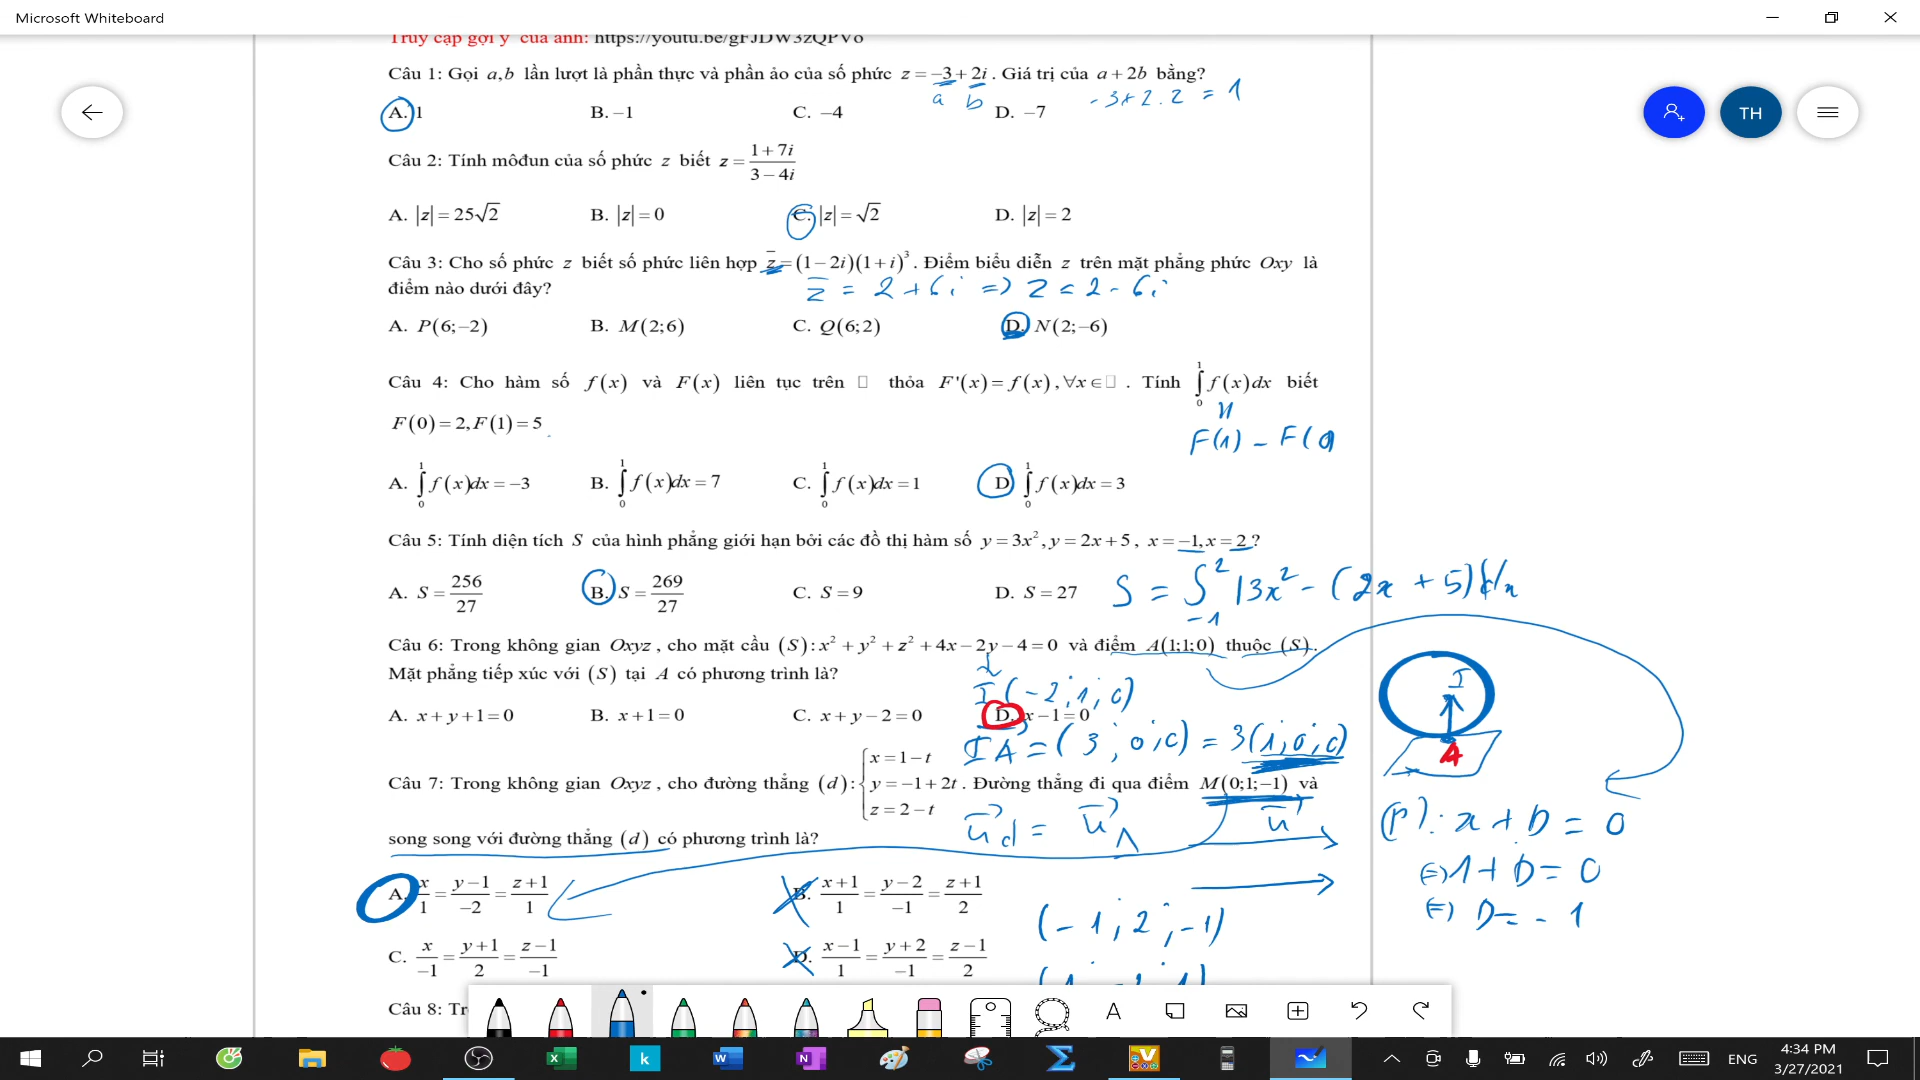 Microsoft Whiteboard
Truy cập gợi ý của anh: https://youtu.be/gFJDW3zQPVo
Câu 1: Gọi a,b lần lượt là phần thực và phần ảo của số phức z = −3 + 2i . Giá trị của a + 2b bằng?
a b -3+2.2 = 1
A. 1 B. −1 C. −4 D. −7
TH
Câu 2: Tính môđun của số phức z biết z = (1+7i)/(3−4i)
A. |z| = 25√2 B. |z| = 0 C. |z| = √2 D. |z| = 2
Câu 3: Cho số phức z biết số phức liên hợp z̄ = (1−2i)(1+i)³ . Điểm biểu diễn z trên mặt phẳng phức Oxy là
điểm nào dưới đây?
z̄ = 2 + 6i => z = 2 - 6i
A. P(6;−2) B. M(2;6) C. Q(6;2) D. N(2;−6)
Câu 4: Cho hàm số f(x) và F(x) liên tục trên □ thỏa F'(x) = f(x), ∀x∈□ . Tính ∫₀¹ f(x)dx biết
F(0) = 2, F(1) = 5
F(1) - F(0)
A. ∫₀¹ f(x)dx = −3 B. ∫₀¹ f(x)dx = 7 C. ∫₀¹ f(x)dx = 1 D. ∫₀¹ f(x)dx = 3
Câu 5: Tính diện tích S của hình phẳng giới hạn bởi các đồ thị hàm số y = 3x², y = 2x + 5, x = −1, x = 2 ?
A. S = 256/27 B. S = 269/27 C. S = 9 D. S = 27
S = ∫₋₁² |3x² - (2x + 5)|dx
Câu 6: Trong không gian Oxyz , cho mặt cầu (S): x² + y² + z² + 4x − 2y − 4 = 0 và điểm A(1;1;0) thuộc (S).
Mặt phẳng tiếp xúc với (S) tại A có phương trình là?
I(-2;1;0)
A. x + y + 1 = 0 B. x + 1 = 0 C. x + y − 2 = 0 D. x − 1 = 0
IA = (3;0;0) = 3(1;0;0)
I
A
Câu 7: Trong không gian Oxyz , cho đường thẳng (d): { x = 1 − t
y = −1 + 2t . Đường thẳng đi qua điểm M(0;1;−1) và
z = 2 − t
song song với đường thẳng (d) có phương trình là?
u⃗d = u⃗Δ
u⃗
(P): x + D = 0
(=) 1 + D = 0
(=) D = - 1
A. x/1 = (y−1)/−2 = (z+1)/1 B. (x+1)/1 = (y−2)/−1 = (z+1)/2
(-1;2;-1)
C. x/−1 = (y+1)/2 = (z−1)/−1 D. (x−1)/1 = (y+2)/−1 = (z−1)/2
Câu 8: Tr
ENG
4:34 PM
3/27/2021